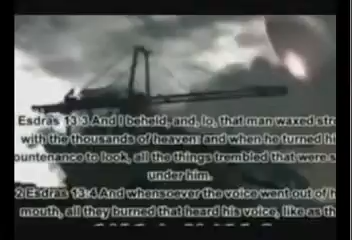 Esdras 13:3 And I beheld, and, lo, that man waxed stro
with the thousands of heaven: and when he turned hi
ountenance to look, all the things trembled that were s
under him.
2 Esdras 13:4 And whensoever the voice went out of h
mouth, all they burned that heard his voice, like as th